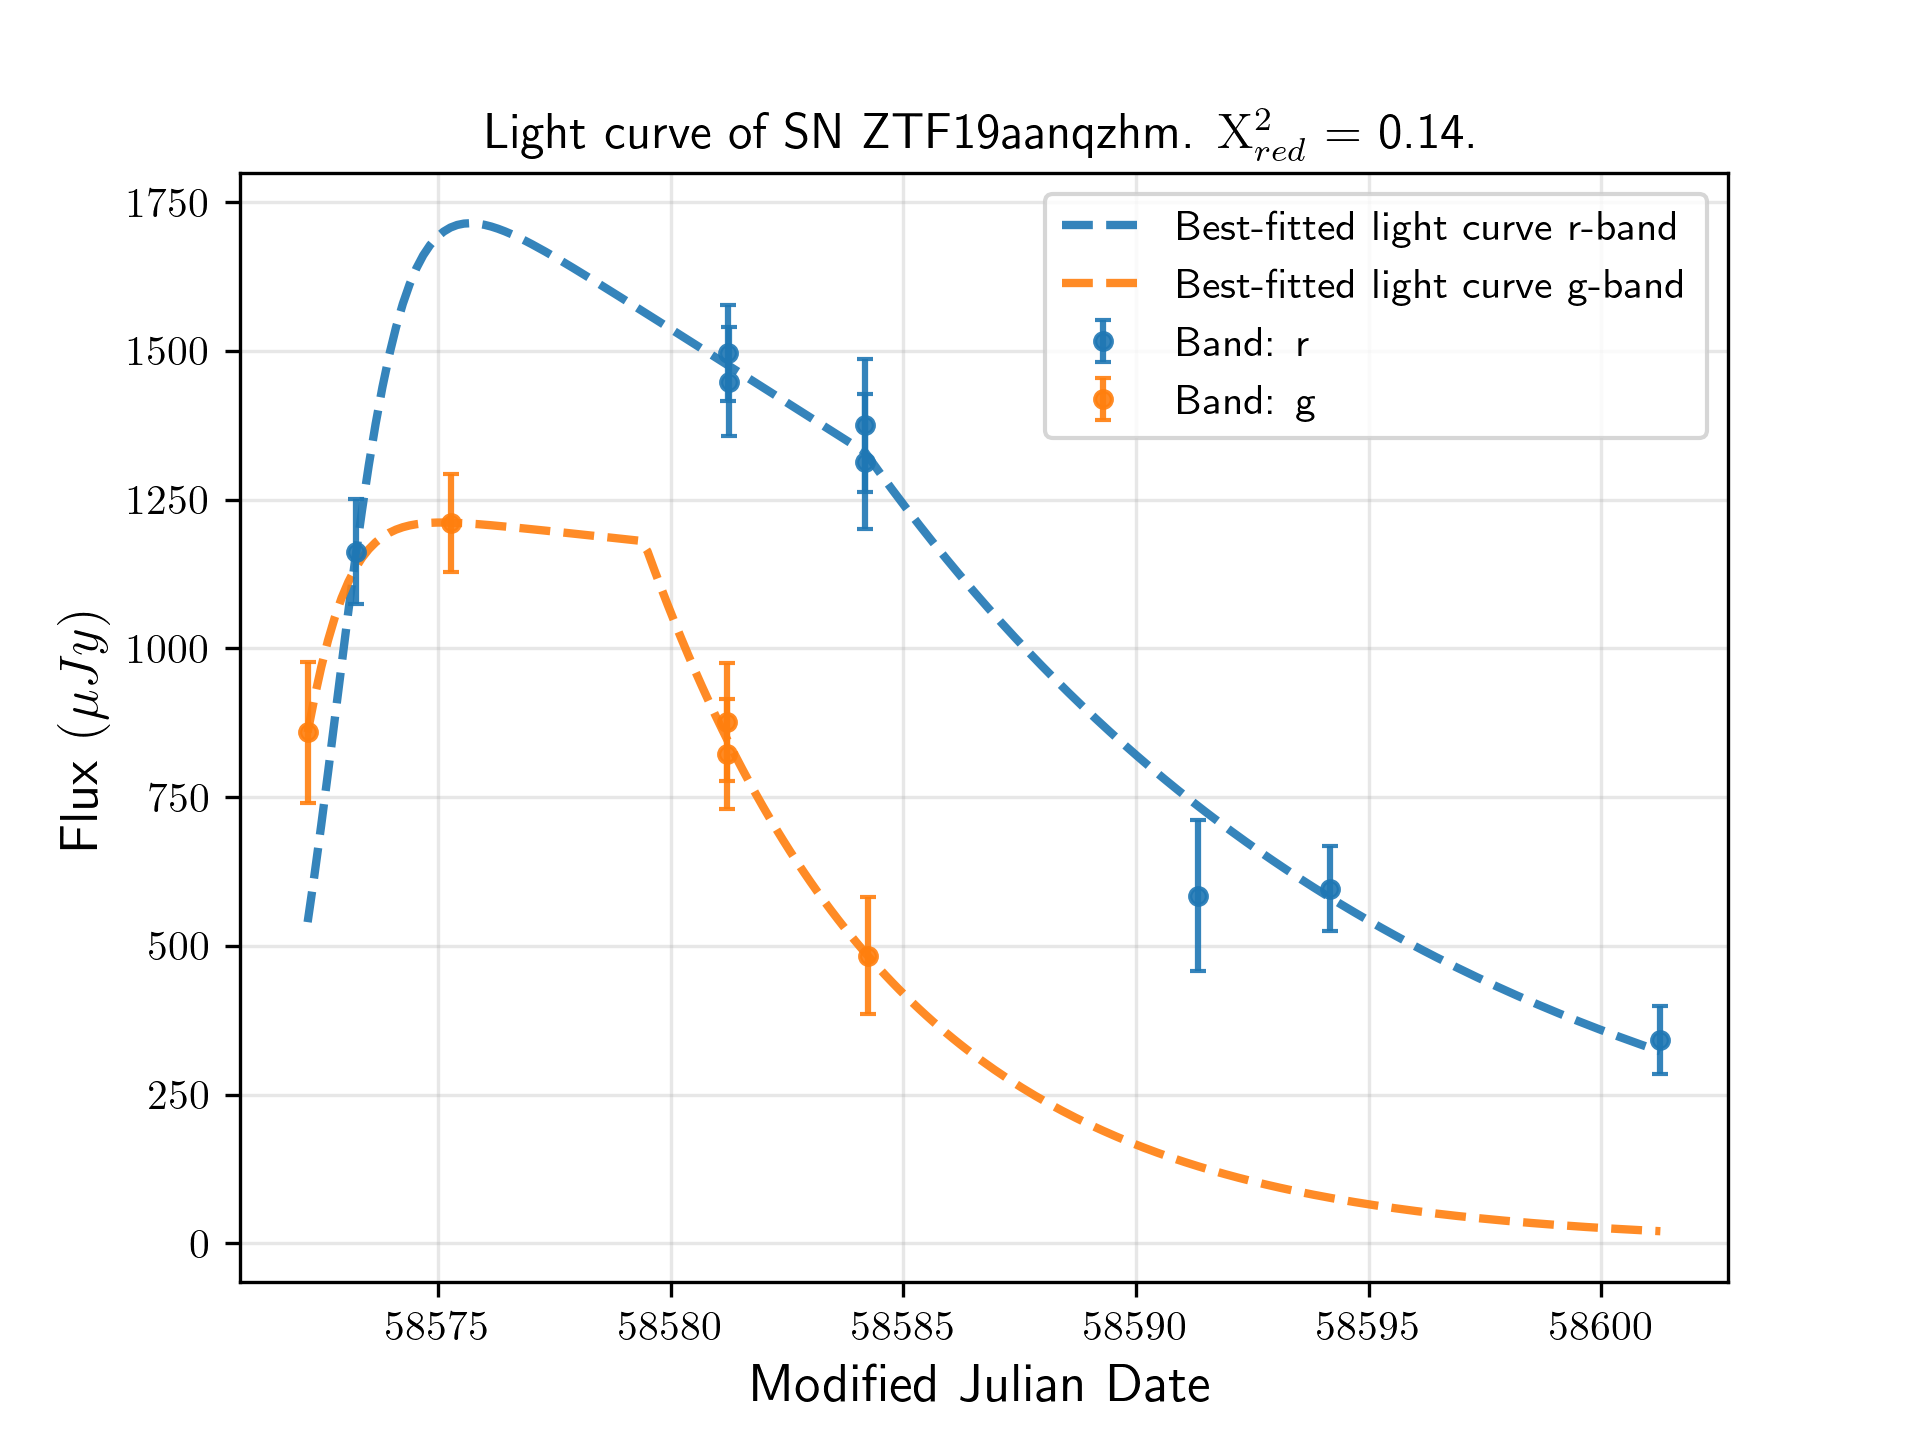 Light curve of SN ZTF19aanqzhm. X²_red = 0.14.
Best-fitted light curve r-band
Best-fitted light curve g-band
Band: r
Band: g
Flux (μJy)
1750
1500
1250
1000
750
500
250
0
58575 58580 58585 58590 58595 58600
Modified Julian Date